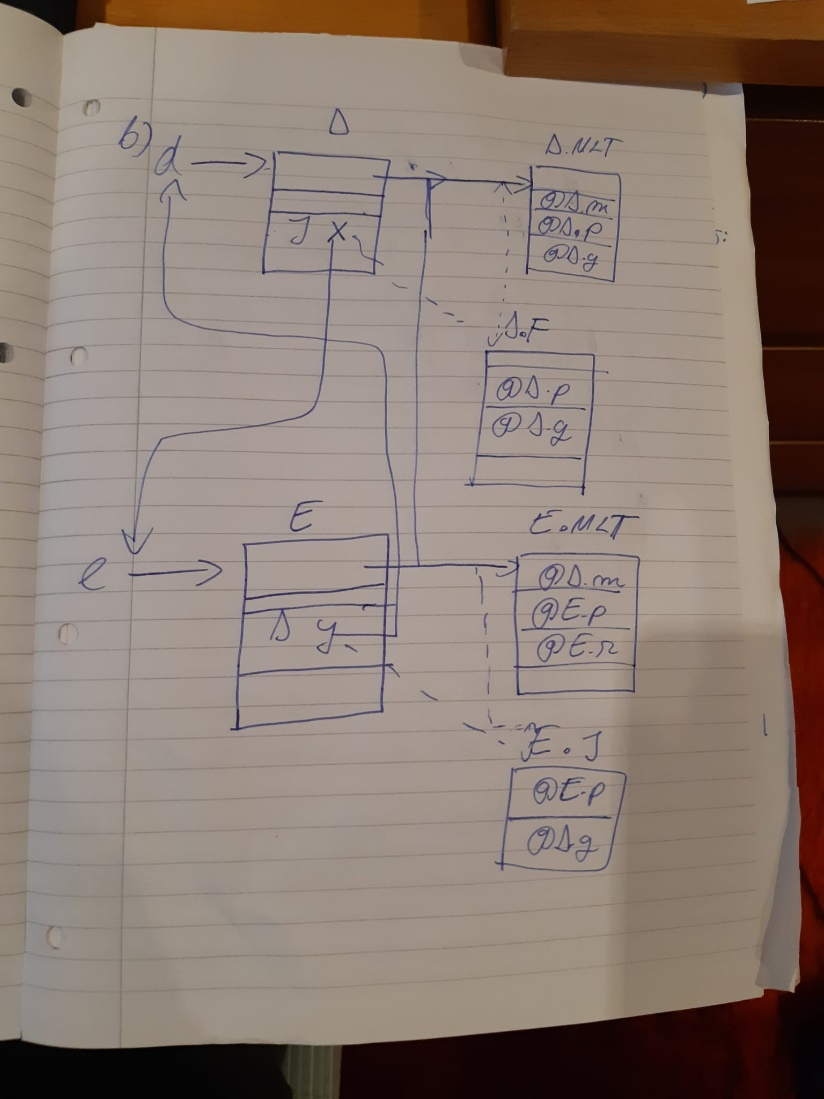 b)
d
D
D.MLT
@D.m
@D.p
@D.g
J x
D.F
@D.p
@D.g
E
E.MLT
e
@D.m
@E.p
D y
@E.r
E.J
@E.p
@D.g